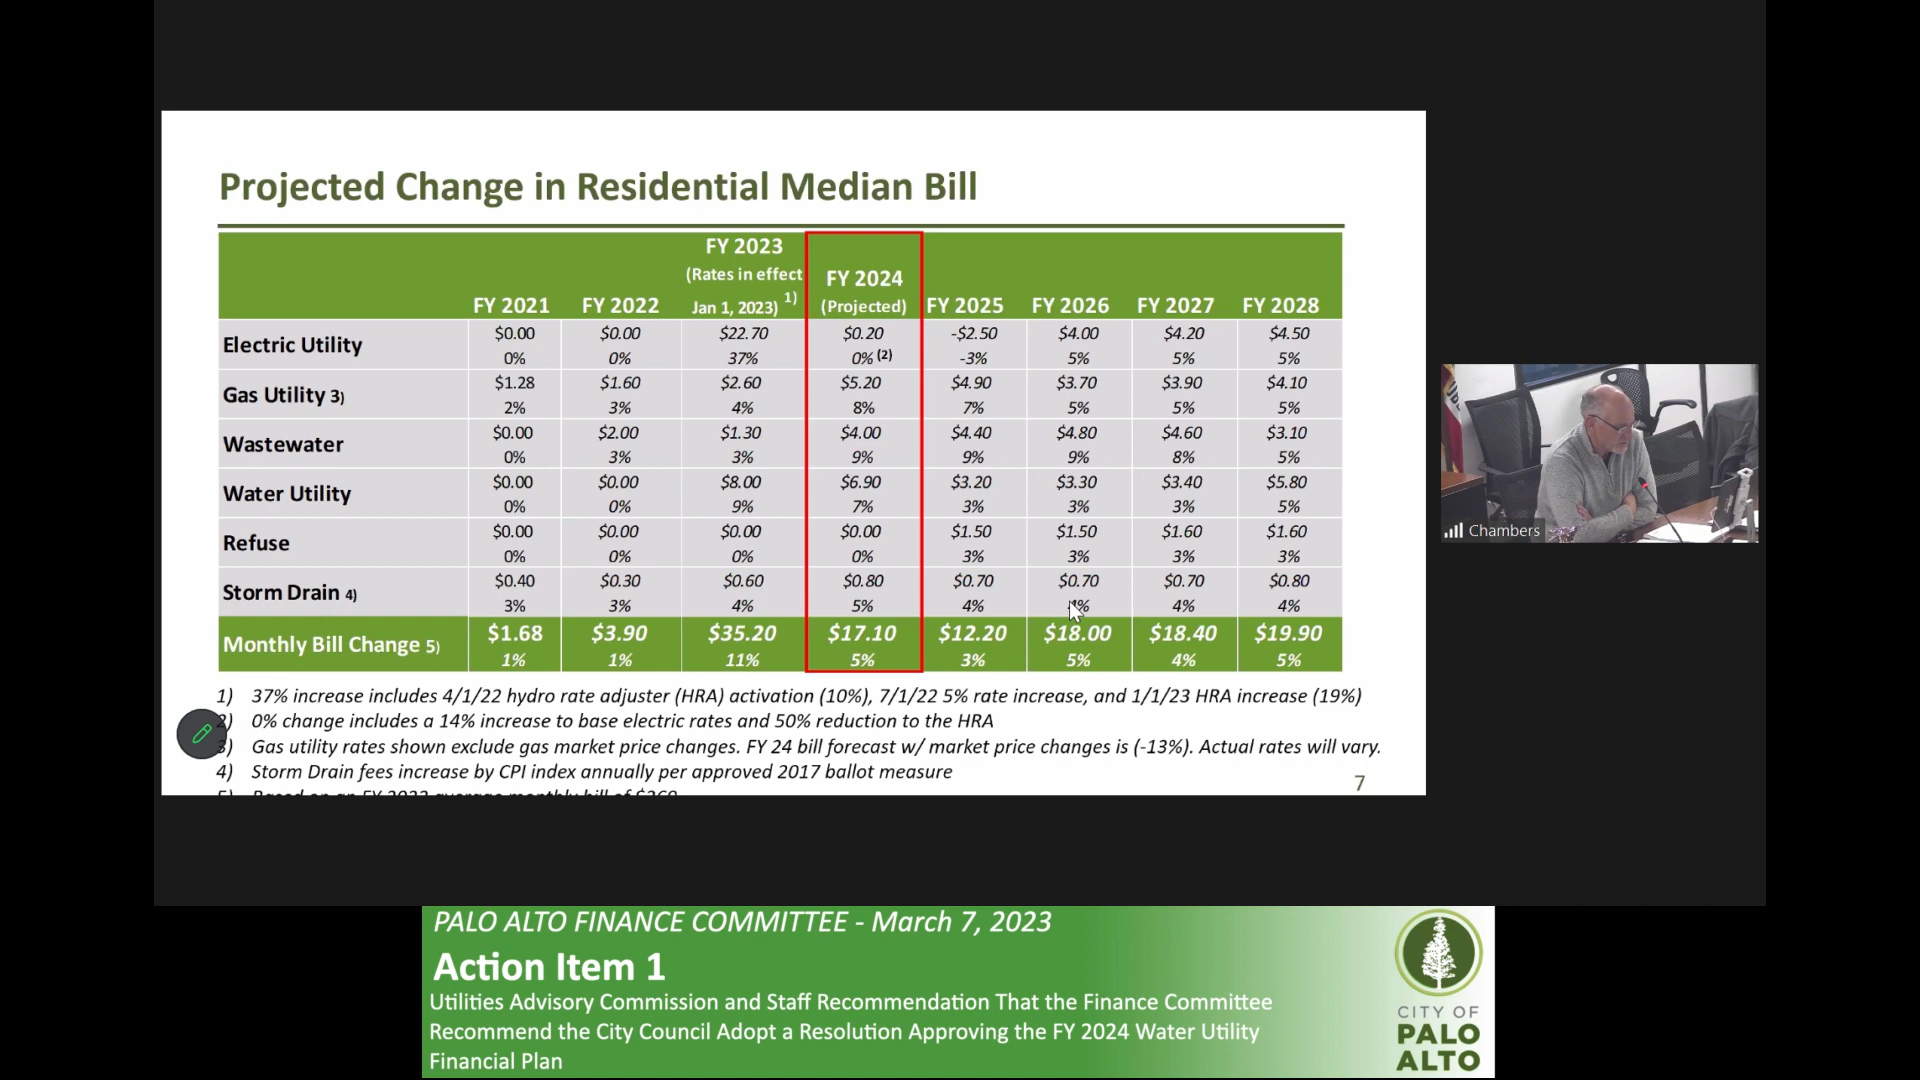 Projected Change in Residential Median Bill
FY 2021 FY 2022 FY 2023 (Rates in effect Jan 1, 2023) 1) FY 2024 (Projected) FY 2025 FY 2026 FY 2027 FY 2028
Electric Utility
$0.00 $0.00 $22.70 $0.20 -$2.50 $4.00 $4.20 $4.50
0% 0% 37% 0% (2) -3% 5% 5% 5%
Gas Utility 3)
$1.28 $1.60 $2.60 $5.20 $4.90 $3.70 $3.90 $4.10
2% 3% 4% 8% 7% 5% 5% 5%
Wastewater
$0.00 $2.00 $1.30 $4.00 $4.40 $4.80 $4.60 $3.10
0% 3% 3% 9% 9% 9% 8% 5%
Water Utility
$0.00 $0.00 $8.00 $6.90 $3.20 $3.30 $3.40 $5.80
0% 0% 9% 7% 3% 3% 3% 5%
Refuse
$0.00 $0.00 $0.00 $0.00 $1.50 $1.50 $1.60 $1.60
0% 0% 0% 0% 3% 3% 3% 3%
Storm Drain 4)
$0.40 $0.30 $0.60 $0.80 $0.70 $0.70 $0.70 $0.80
3% 3% 4% 5% 4% 4% 4%
Monthly Bill Change 5)
$1.68 $3.90 $35.20 $17.10 $12.20 $18.00 $18.40 $19.90
1% 1% 11% 5% 3% 5% 4% 5%
1) 37% increase includes 4/1/22 hydro rate adjuster (HRA) activation (10%), 7/1/22 5% rate increase, and 1/1/23 HRA increase (19%)
2) 0% change includes a 14% increase to base electric rates and 50% reduction to the HRA
3) Gas utility rates shown exclude gas market price changes. FY 24 bill forecast w/ market price changes is (-13%). Actual rates will vary.
4) Storm Drain fees increase by CPI index annually per approved 2017 ballot measure
5) Based on an FY 2023 average monthly bill of
7
Chambers
PALO ALTO FINANCE COMMITTEE - March 7, 2023
Action Item 1
Utilities Advisory Commission and Staff Recommendation That the Finance Committee
Recommend the City Council Adopt a Resolution Approving the FY 2024 Water Utility
Financial Plan
CITY OF
PALO
ALTO